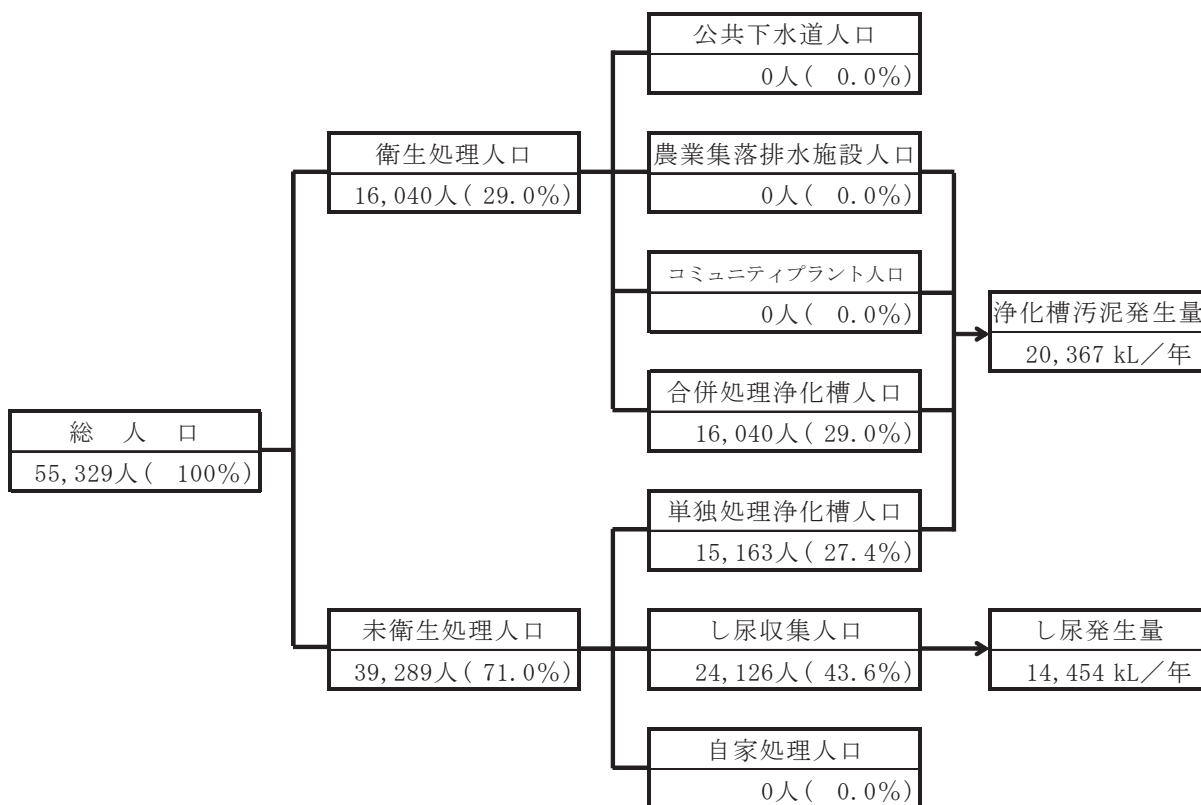 公共下水道人口
0人( 0.0%)
衛生処理人口
16,040人( 29.0%)
農業集落排水施設人口
0人( 0.0%)
コミュニティプラント人口
0人( 0.0%)
浄化槽汚泥発生量
20,367 kL／年
合併処理浄化槽人口
16,040人( 29.0%)
総 人 口
55,329人( 100%)
単独処理浄化槽人口
15,163人( 27.4%)
未衛生処理人口
39,289人( 71.0%)
し尿収集人口
24,126人( 43.6%)
し尿発生量
14,454 kL／年
自家処理人口
0人( 0.0%)